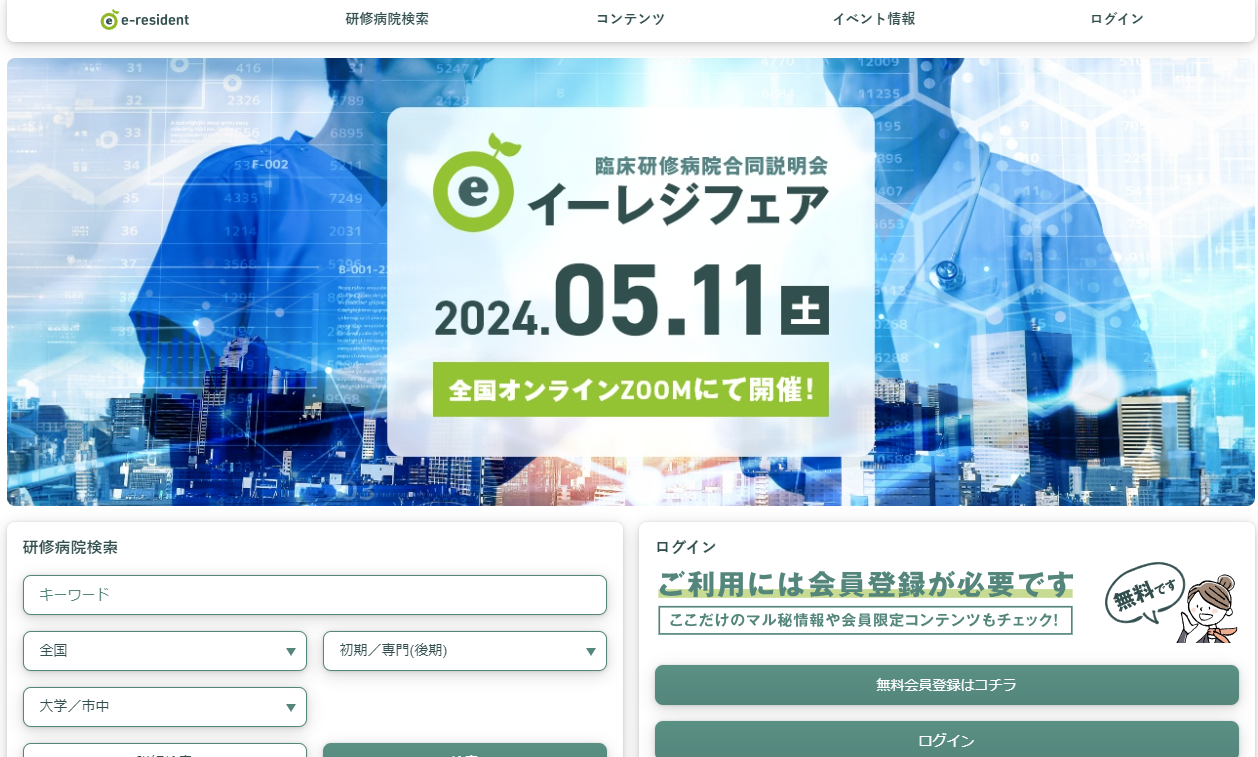 e-resident
研修病院検索
コンテンツ
イベント情報
ログイン
臨床研修病院合同説明会
e
イーレジフェア
2024.05.11 土
全国オンラインZOOMにて開催!
研修病院検索
キーワード
全国
初期／専門(後期)
大学／市中
ログイン
ご利用には会員登録が必要です
ここだけのマル秘情報や会員限定コンテンツもチェック!
無料です
無料会員登録はコチラ
ログイン